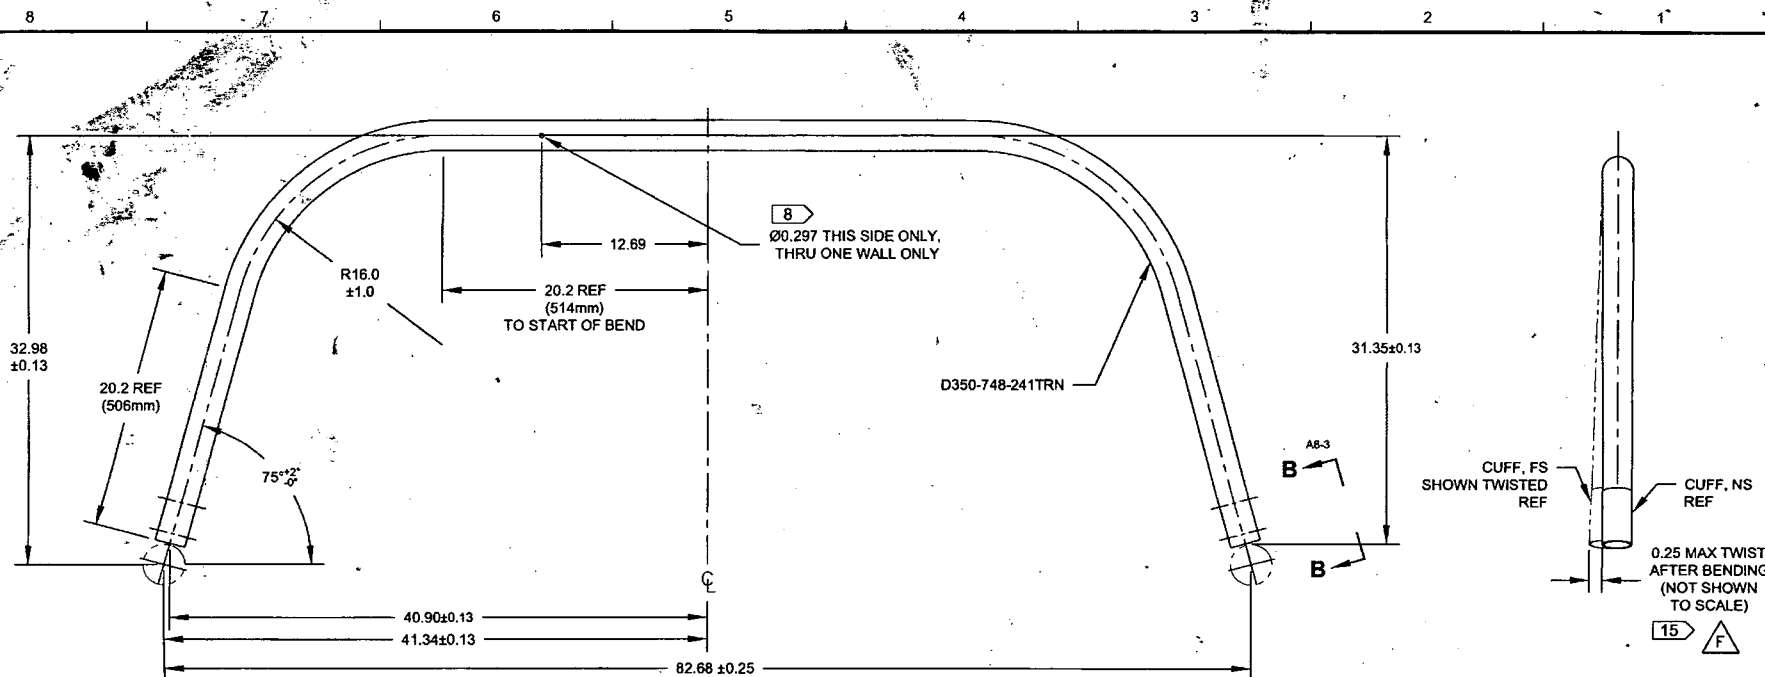 8 7 6 5 4 3 2 1
8
Ø0.297 THIS SIDE ONLY,
THRU ONE WALL ONLY
12.69
R16.0
±1.0
20.2 REF
(514mm)
TO START OF BEND
32.98
±0.13
31.35±0.13
20.2 REF
(506mm)
D350-748-241TRN
75°+2°
-0°
A8-3
B
B
CUFF, FS
SHOWN TWISTED
REF
CUFF, NS
REF
0.25 MAX TWIST
AFTER BENDING
(NOT SHOWN
TO SCALE)
15
F
CL
40.90±0.13
41.34±0.13
82.68 ±0.25